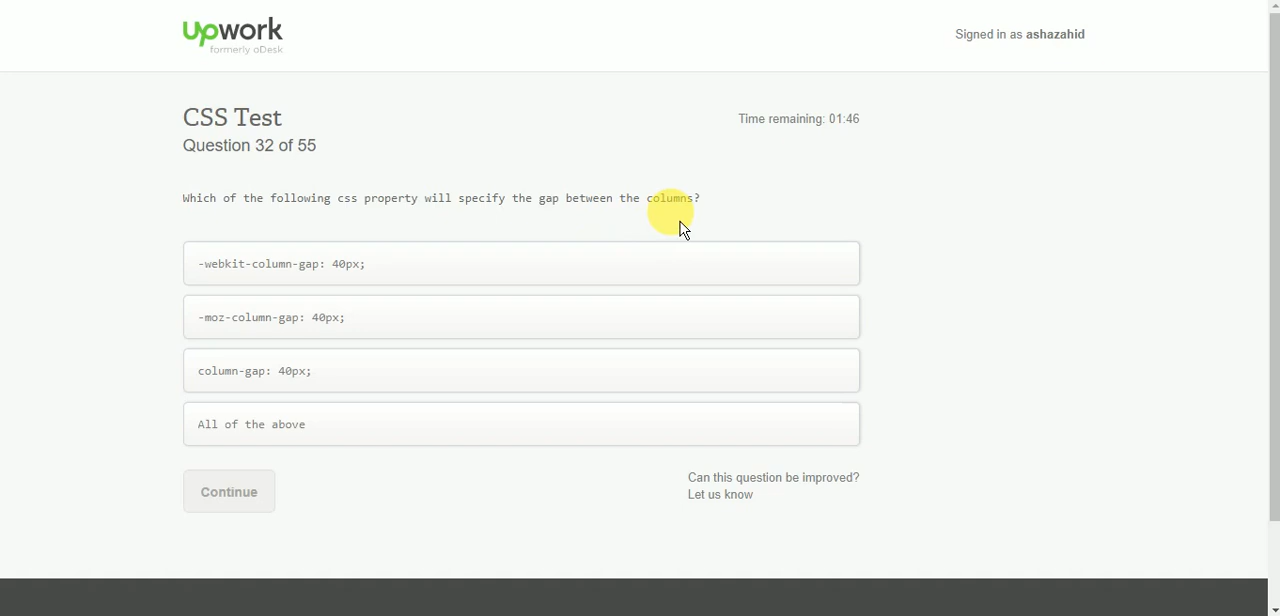 Upwork
formerly oDesk
Signed in as ashazahid
CSS Test
Time remaining: 01:46
Question 32 of 55
Which of the following css property will specify the gap between the columns?
-webkit-column-gap: 40px;
-moz-column-gap: 40px;
column-gap: 40px;
All of the above
Continue
Can this question be improved?
Let us know